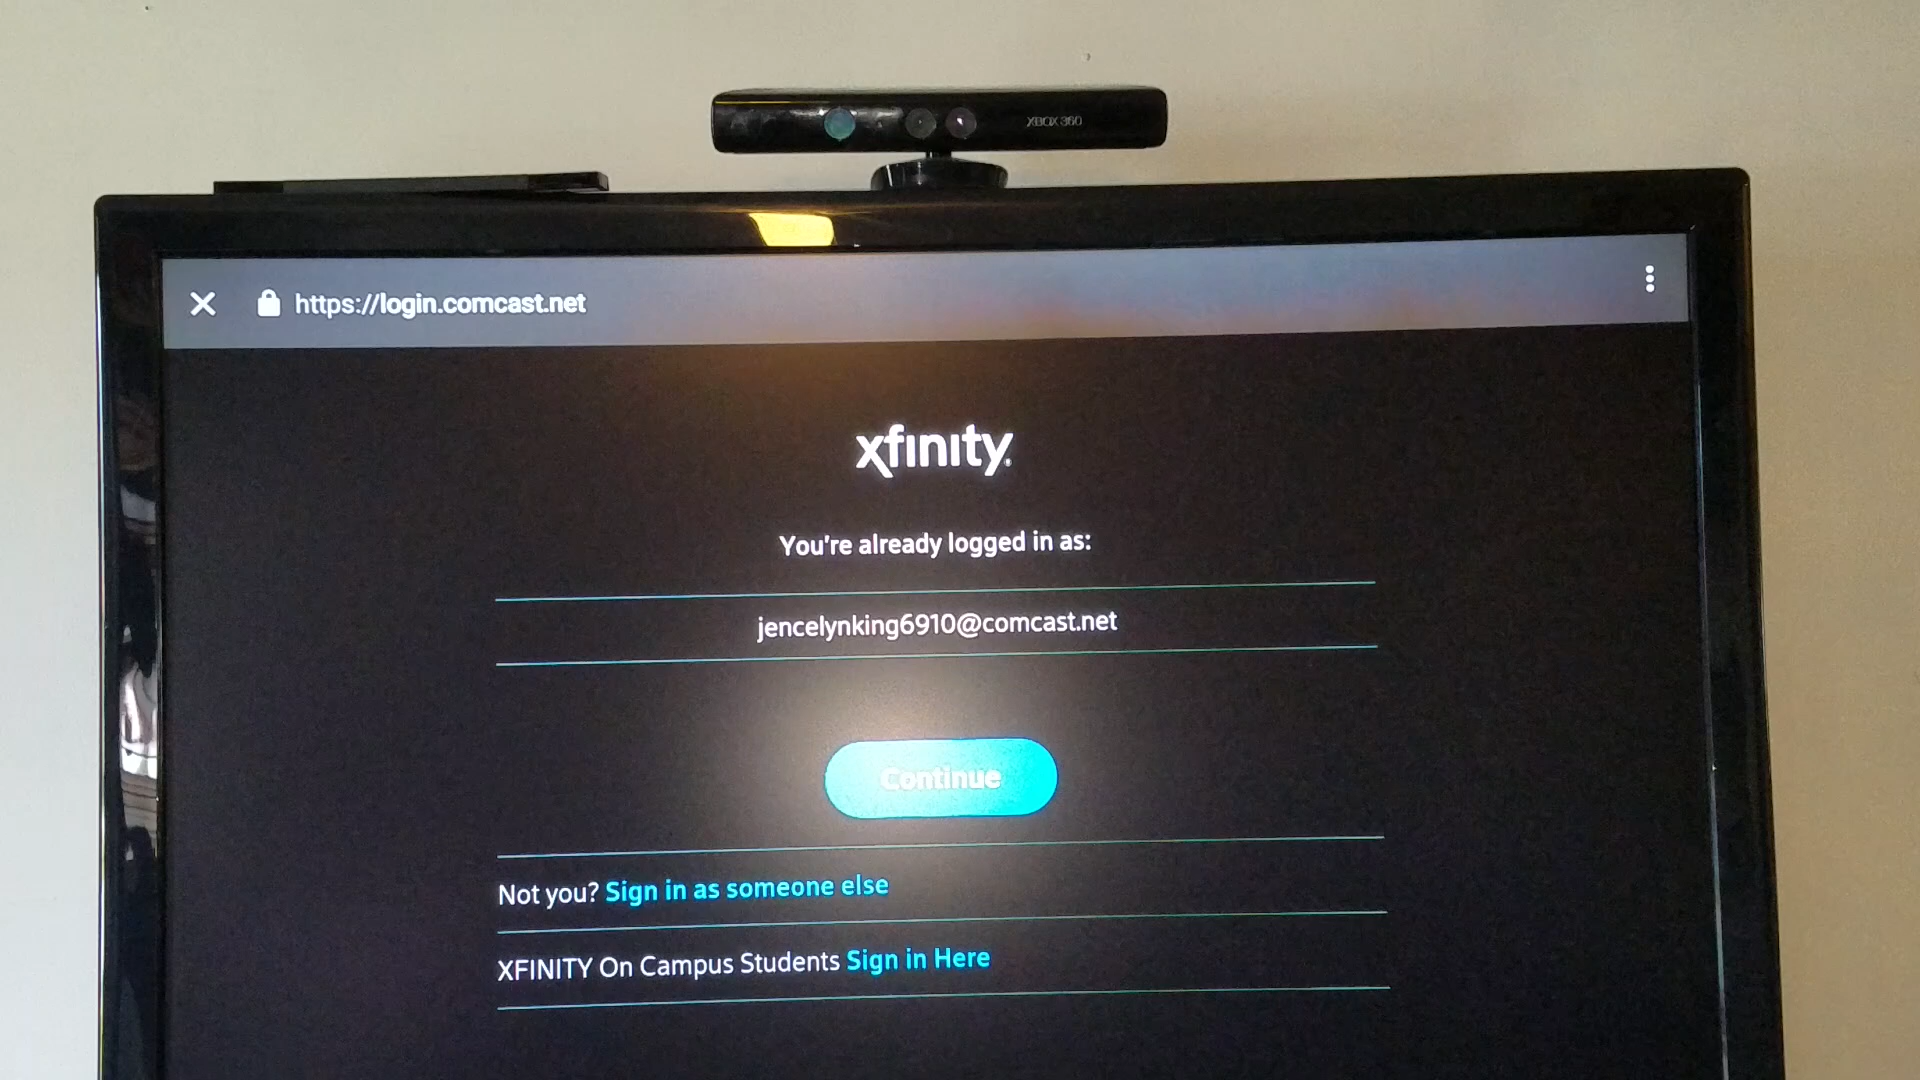 XBOX 360
https://login.comcast.net
xfinity
You're already logged in as:
jencelynking6910@comcast.net
Continue
Not you? Sign in as someone else
XFINITY On Campus Students Sign in Here